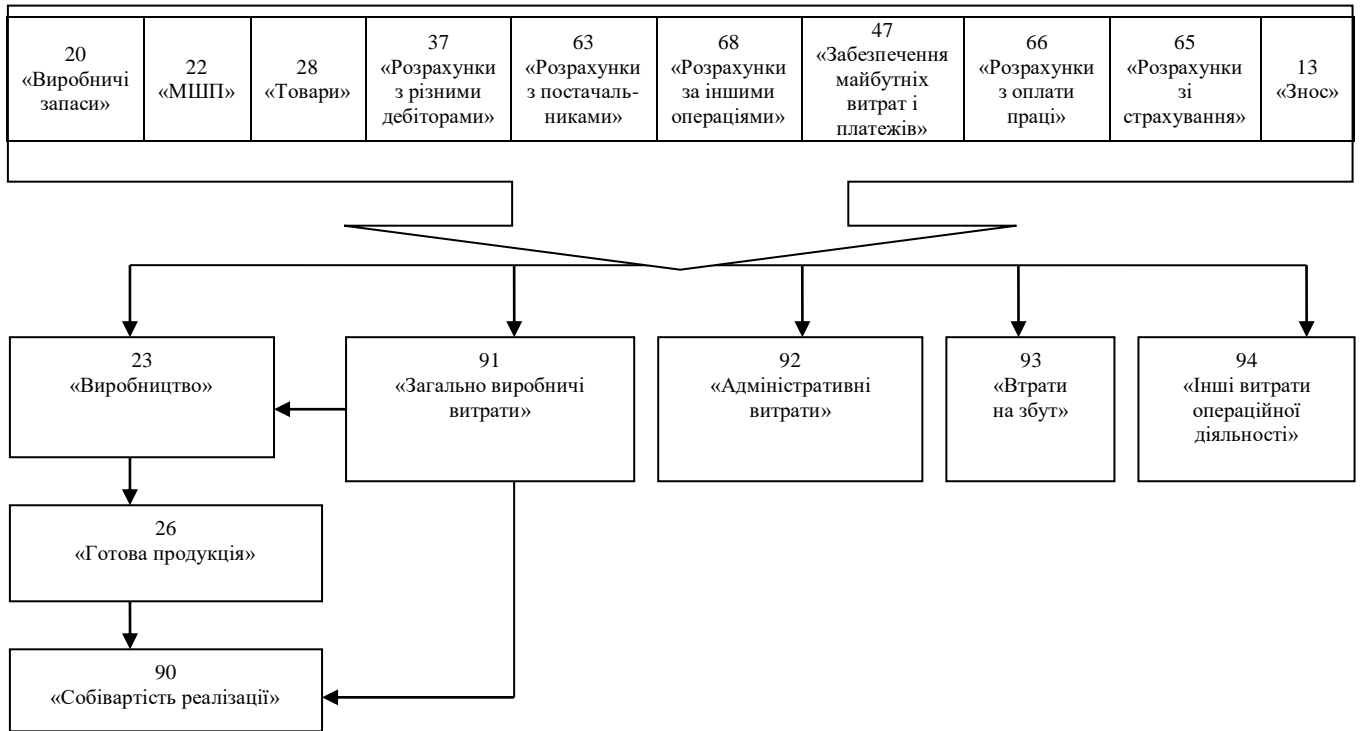 20
«Виробничі
запаси»
22
«МШП»
28
«Товари»
37
«Розрахунки
з різними
дебіторами»
63
«Розрахунки
з постачаль-
никами»
68
«Розрахунки
за іншими
операціями»
47
«Забезпечення
майбутніх
витрат і
платежів»
66
«Розрахунки
з оплати
праці»
65
«Розрахунки
зі
страхування»
13
«Знос»
23
«Виробництво»
91
«Загально виробничі
витрати»
92
«Адміністративні
витрати»
93
«Втрати
на збут»
94
«Інші витрати
операційної
діяльності»
26
«Готова продукція»
90
«Собівартість реалізації»